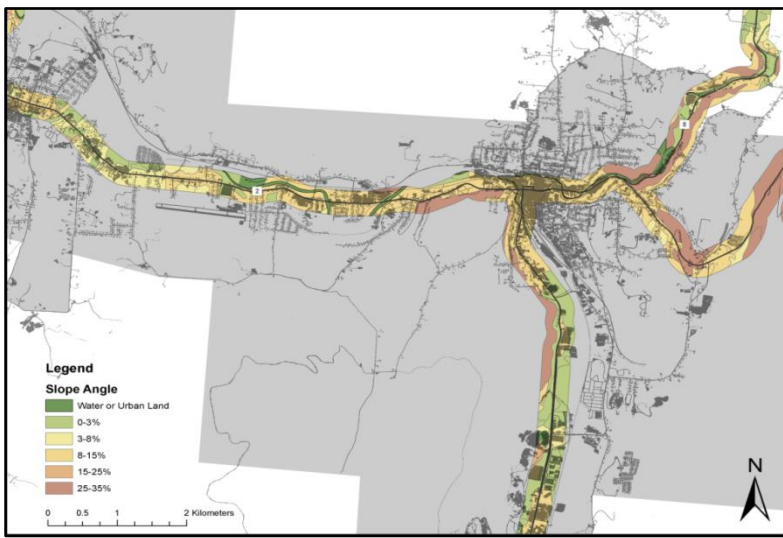 8
2
Legend
Slope Angle
Water or Urban Land
0-3%
3-8%
8-15%
15-25%
25-35%
0 0.5 1 2 Kilometers
N